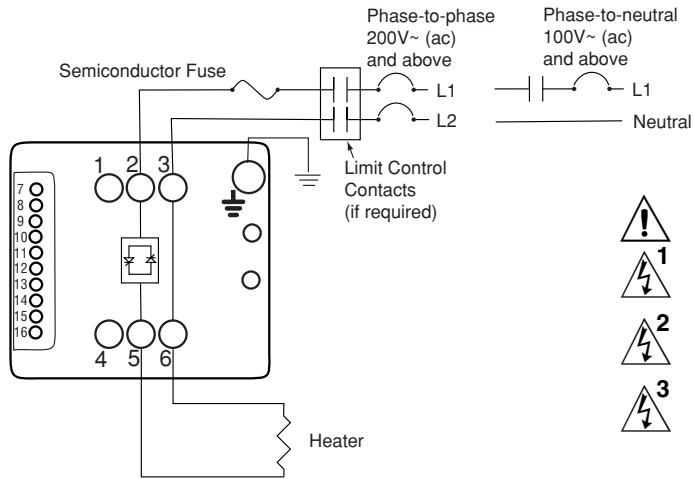 Phase-to-phase
200V~ (ac)
and above
Phase-to-neutral
100V~ (ac)
and above
Semiconductor Fuse
L1
L2
L1
Neutral
Limit Control
Contacts
(if required)
1 2 3
7
8
9
10
11
12
13
14
15
16
4 5 6
Heater
!
1
2
3